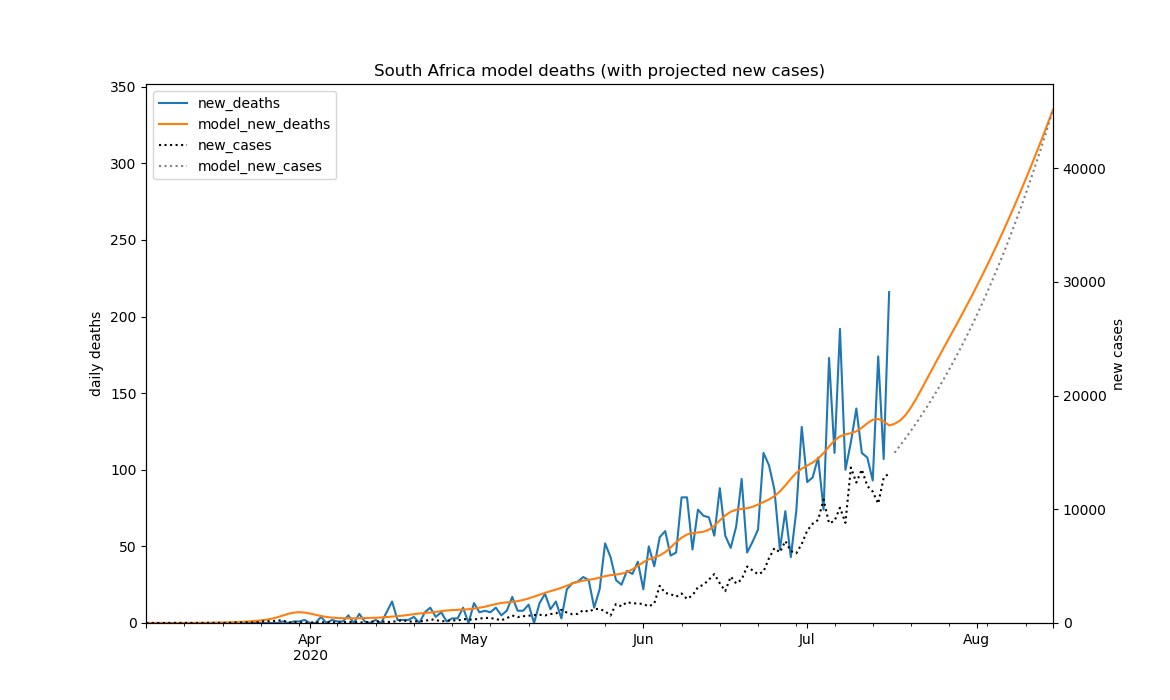 South Africa model deaths (with projected new cases)
new_deaths
model_new_deaths
new_cases
model_new_cases
350
300
250
200
150
100
50
0
daily deaths
40000
30000
20000
10000
0
new cases
Apr
2020
May
Jun
Jul
Aug